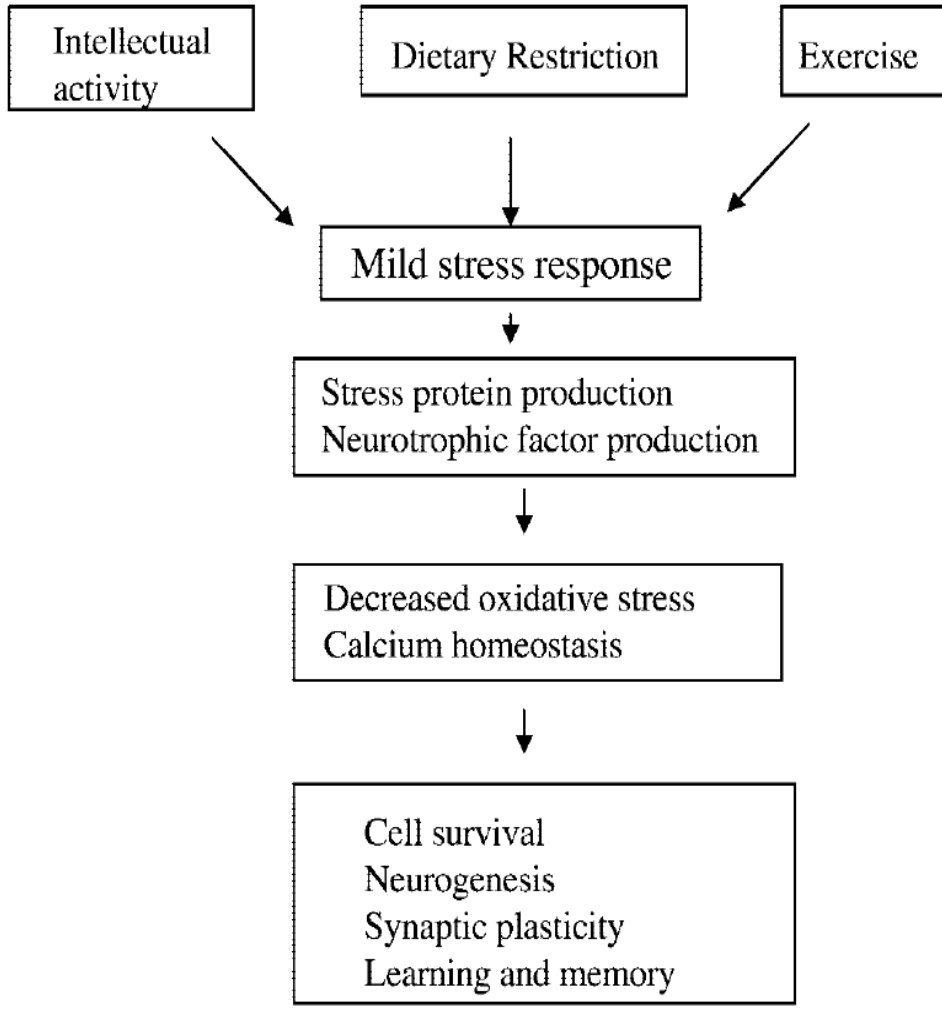 Intellectual
activity
Dietary Restriction
Exercise
Mild stress response
Stress protein production
Neurotrophic factor production
Decreased oxidative stress
Calcium homeostasis
Cell survival
Neurogenesis
Synaptic plasticity
Learning and memory